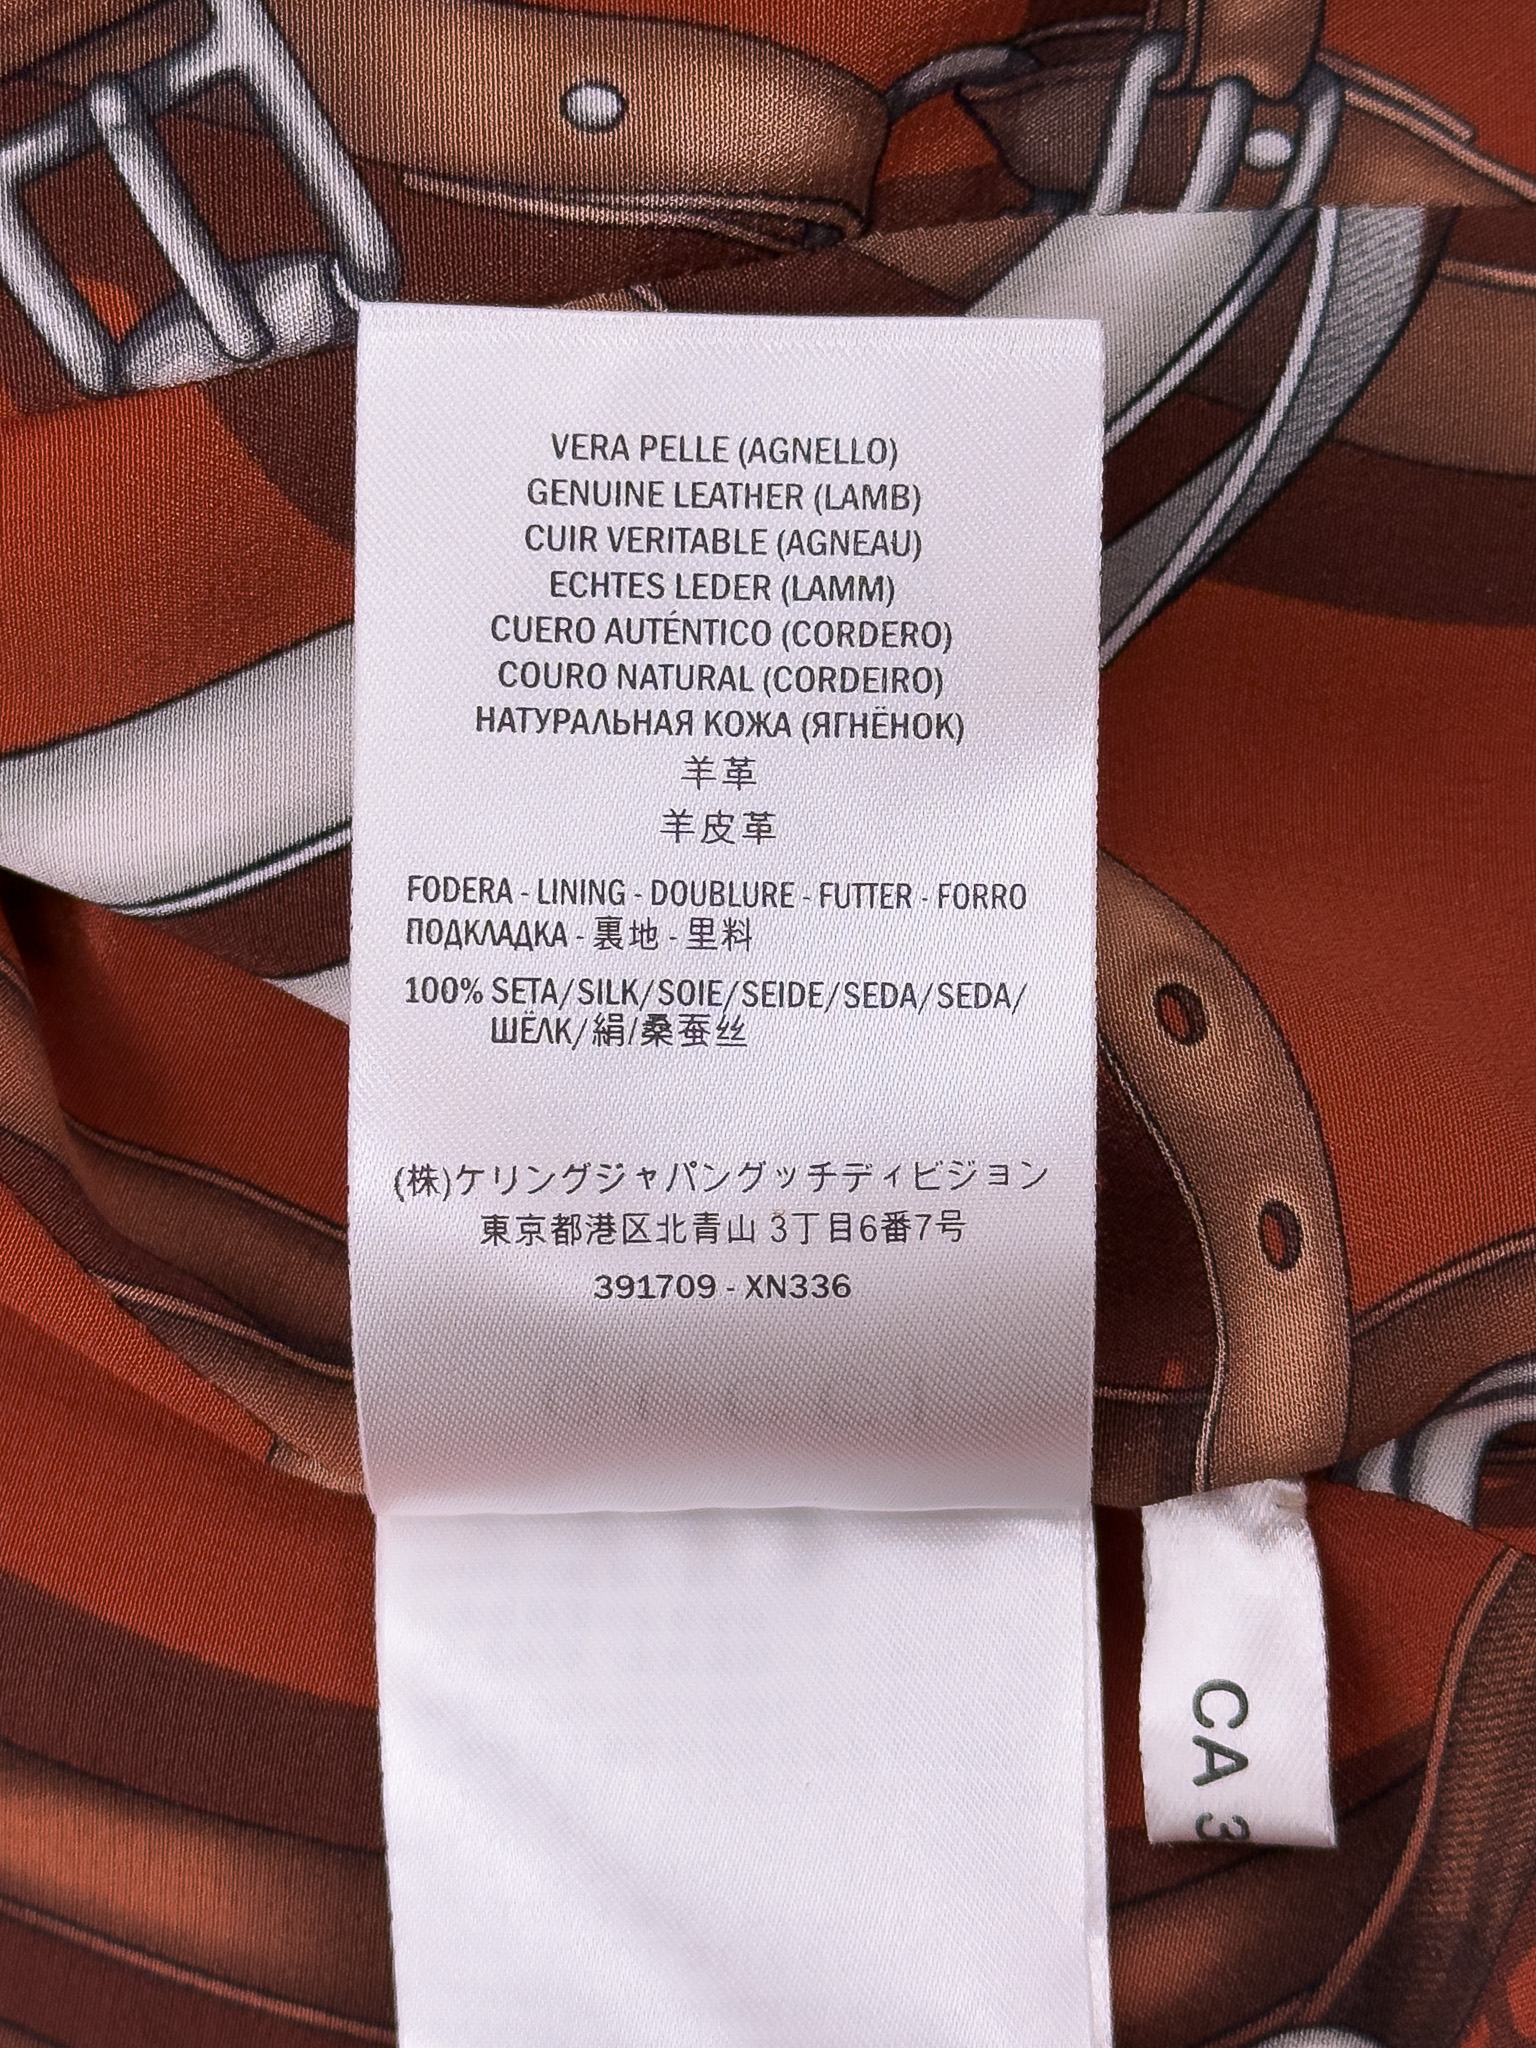 VERA PELLE (AGNELLO)
GENUINE LEATHER (LAMB)
CUIR VERITABLE (AGNEAU)
ECHTES LEDER (LAMM)
CUERO AUTÉNTICO (CORDERO)
COURO NATURAL (CORDEIRO)
НАТУРАЛЬНАЯ КОЖА (ЯГНЁНОК)
羊革
羊皮革
FODERA - LINING - DOUBLURE - FUTTER - FORRO
ПОДКЛАДКА - 裏地 - 里料
100% SETA/SILK/SOIE/SEIDE/SEDA/SEDA/
ШЁЛК/絹/桑蚕丝
(株)ケリングジャパングッチディビジョン
東京都港区北青山 3丁目6番7号
391709 - XN336
CA 3